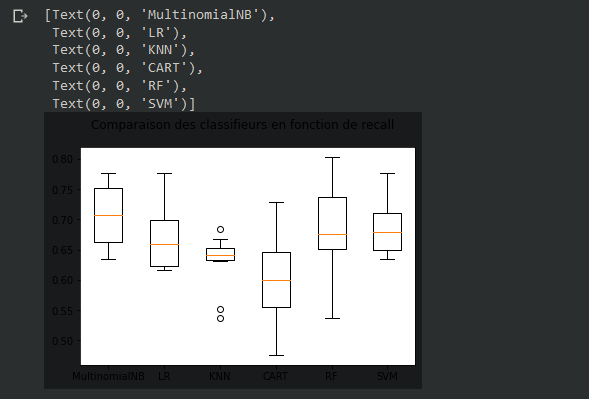 [Text(0, 0, 'MultinomialNB'),
Text(0, 0, 'LR'),
Text(0, 0, 'KNN'),
Text(0, 0, 'CART'),
Text(0, 0, 'RF'),
Text(0, 0, 'SVM')]
Comparaison des classifieurs en fonction de recall
0.80
0.75
0.70
0.65
0.60
0.55
0.50
MultinomialNB LR KNN CART RF SVM